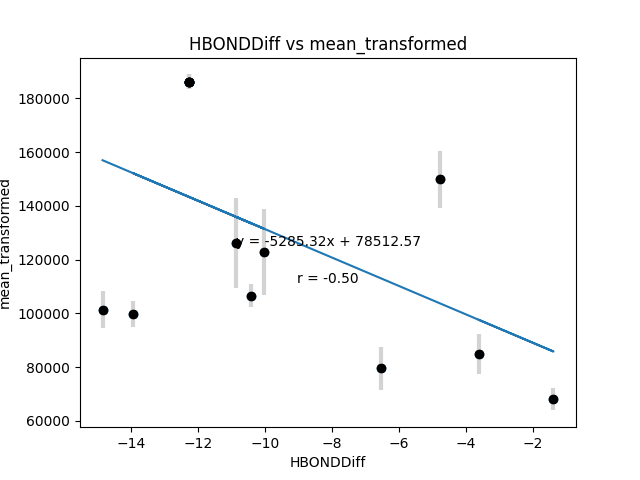 HBONDDiff vs mean_transformed
mean_transformed
180000
160000
140000
120000
100000
80000
60000
y = -5285.32x + 78512.57
r = -0.50
−14
−12
−10
−8
−6
−4
−2
HBONDDiff